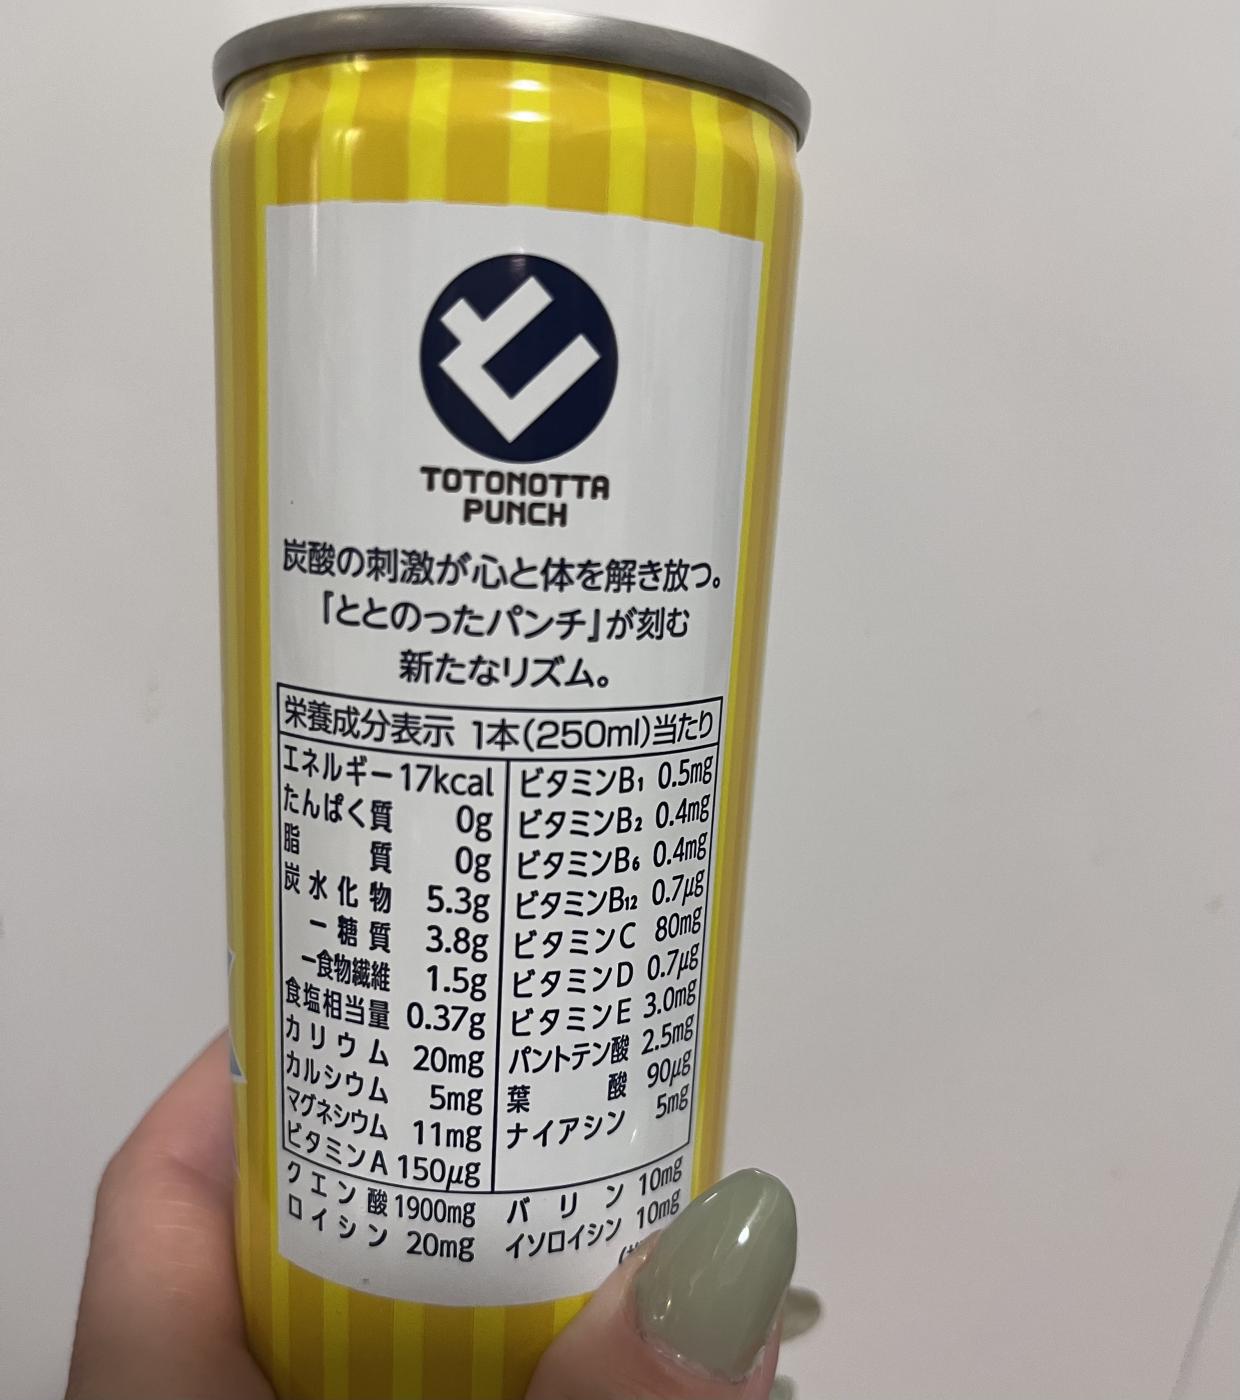 TOTONOTTA
PUNCH
炭酸の刺激が心と体を解き放つ。
『ととのったパンチ』が刻む
新たなリズム。
栄養成分表示 1本(250ml)当たり
エネルギー 17kcal
たんぱく質 0g
脂質 0g
炭水化物 5.3g
ー糖質 3.8g
ー食物繊維 1.5g
食塩相当量 0.37g
カリウム 20mg
カルシウム 5mg
マグネシウム 11mg
ビタミンA 150μg
ビタミンB₁ 0.5mg
ビタミンB₂ 0.4mg
ビタミンB₆ 0.4mg
ビタミンB₁₂ 0.7μg
ビタミンC 80mg
ビタミンD 0.7μg
ビタミンE 3.0mg
パントテン酸 2.5mg
葉酸 90μg
ナイアシン 5mg
クエン酸 1900mg バリン 10mg
ロイシン 20mg イソロイシン 10mg